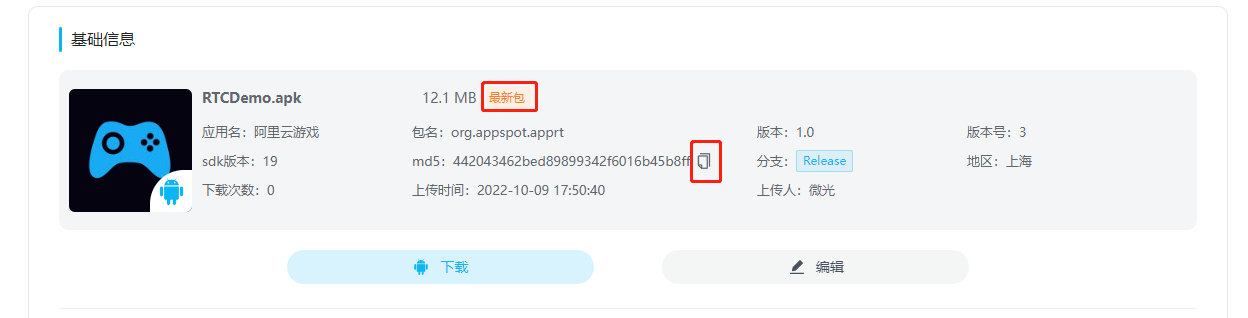 基础信息
RTCDemo.apk 12.1 MB 最新包
应用名：阿里云游戏 包名：org.appspot.apprt 版本：1.0 版本号：3
sdk版本：19 md5：442043462bed89899342f6016b45b8ff 分支：Release 地区：上海
下载次数：0 上传时间：2022-10-09 17:50:40 上传人：微光
下载 编辑